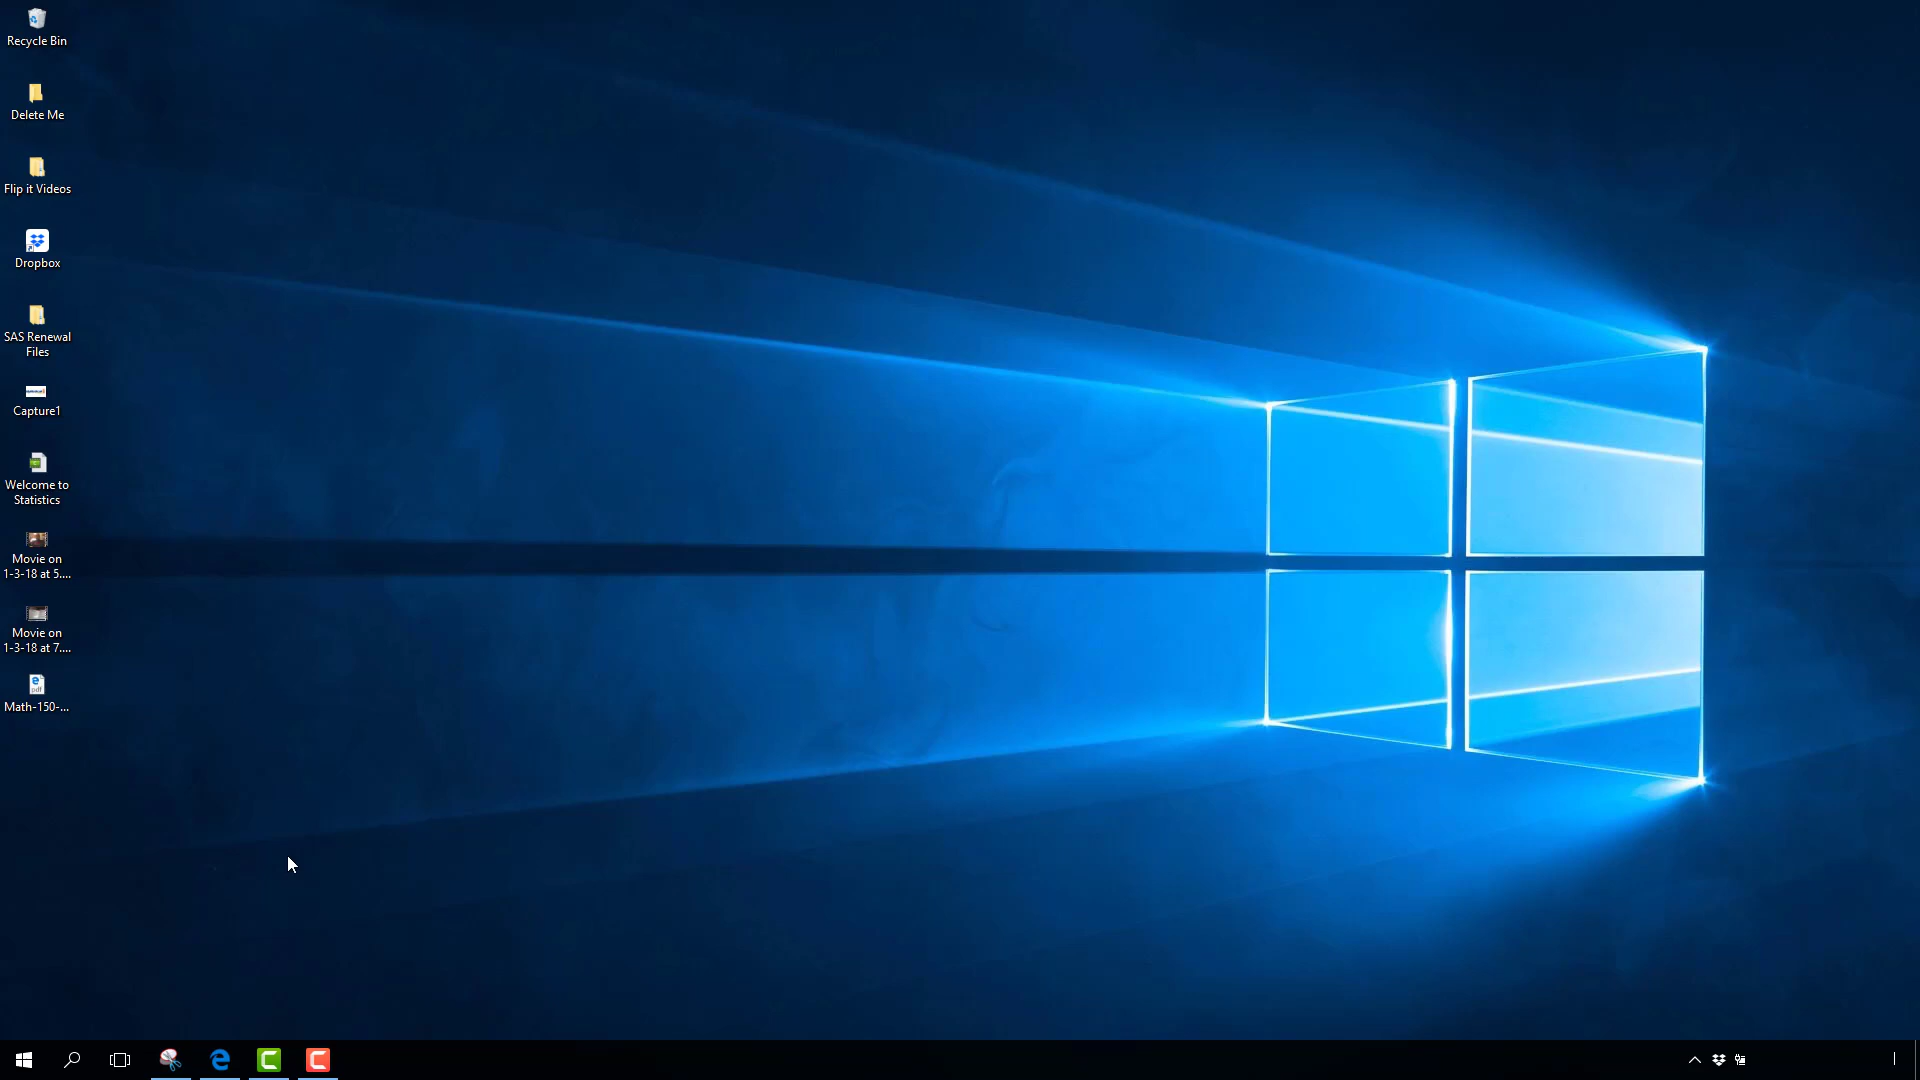 Recycle Bin
Delete Me
Flip it Videos
Dropbox
SAS Renewal
Files
Capture1
Welcome to
Statistics
Movie on
1-3-18 at 5....
Movie on
1-3-18 at 7....
pdf
Math-150-...